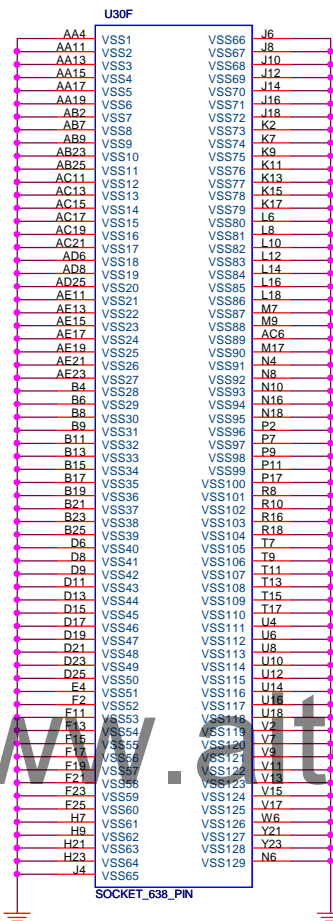 U30F
AA4 VSS1 VSS66 J6
AA11 VSS2 VSS67 J8
AA13 VSS3 VSS68 J10
AA15 VSS4 VSS69 J12
AA17 VSS5 VSS70 J14
AA19 VSS6 VSS71 J16
AB2 VSS7 VSS72 J18
AB7 VSS8 VSS73 K2
AB9 VSS9 VSS74 K7
AB23 VSS10 VSS75 K9
AB25 VSS11 VSS76 K11
AC11 VSS12 VSS77 K13
AC13 VSS13 VSS78 K15
AC15 VSS14 VSS79 K17
AC17 VSS15 VSS80 L6
AC19 VSS16 VSS81 L8
AC21 VSS17 VSS82 L10
AD6 VSS18 VSS83 L12
AD8 VSS19 VSS84 L14
AD25 VSS20 VSS85 L16
AE11 VSS21 VSS86 L18
AE13 VSS22 VSS87 M7
AE15 VSS23 VSS88 M9
AE17 VSS24 VSS89 AC6
AE19 VSS25 VSS90 M17
AE21 VSS26 VSS91 N4
AE23 VSS27 VSS92 N8
B4 VSS28 VSS93 N10
B6 VSS29 VSS94 N16
B8 VSS30 VSS95 N18
B9 VSS31 VSS96 P2
B11 VSS32 VSS97 P7
B13 VSS33 VSS98 P9
B15 VSS34 VSS99 P11
B17 VSS35 VSS100 P17
B19 VSS36 VSS101 R8
B21 VSS37 VSS102 R10
B23 VSS38 VSS103 R16
B25 VSS39 VSS104 R18
D6 VSS40 VSS105 T7
D8 VSS41 VSS106 T9
D9 VSS42 VSS107 T11
D11 VSS43 VSS108 T13
D13 VSS44 VSS109 T15
D15 VSS45 VSS110 T17
D17 VSS46 VSS111 U4
D19 VSS47 VSS112 U6
D21 VSS48 VSS113 U8
D23 VSS49 VSS114 U10
D25 VSS50 VSS115 U12
E4 VSS51 VSS116 U14
F2 VSS52 VSS117 U16
F11 VSS53 VSS118 U18
F13 VSS54 VSS119 V2
F15 VSS55 VSS120 V7
F17 VSS56 VSS121 V9
F19 VSS57 VSS122 V11
F21 VSS58 VSS123 V13
F23 VSS59 VSS124 V15
F25 VSS60 VSS125 V17
H7 VSS61 VSS126 W6
H9 VSS62 VSS127 Y21
H21 VSS63 VSS128 Y23
H23 VSS64 VSS129 N6
J4 VSS65
SOCKET_638_PIN